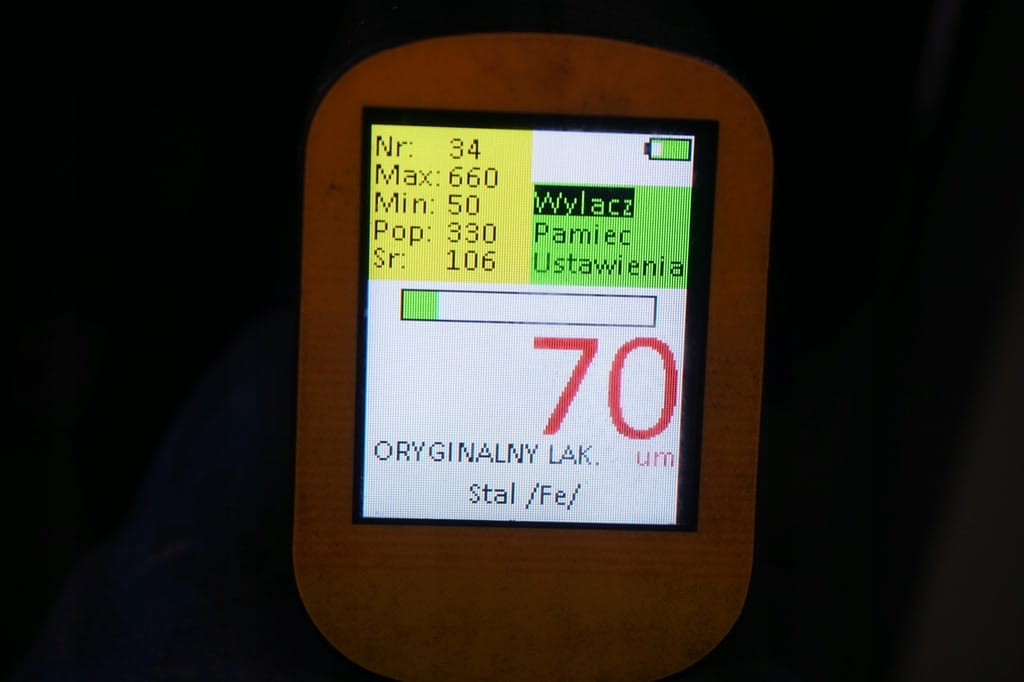 Nr: 34
Max: 660
Min: 50
Pop: 330
Sr: 106
Wylacz
Pamiec
Ustawienia
70
ORYGINALNY LAK. um
Stal /Fe/